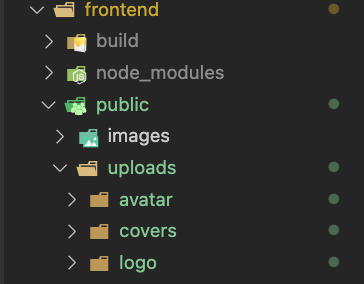 frontend
build
node_modules
public
images
uploads
avatar
covers
logo